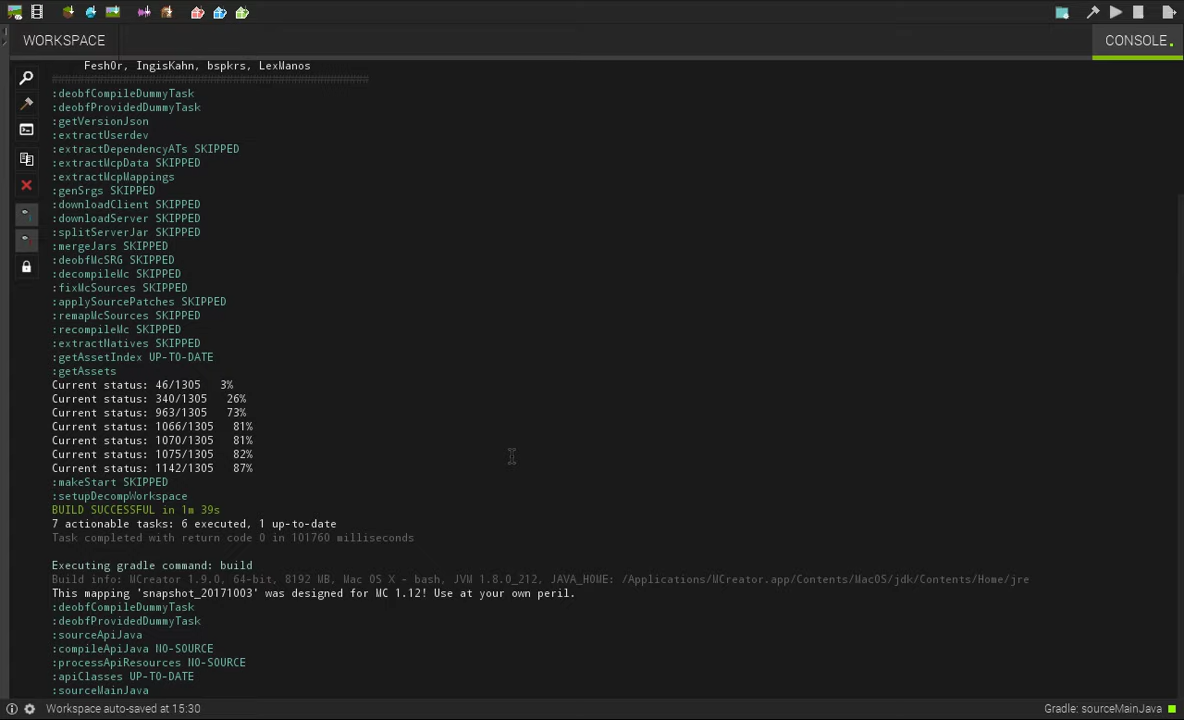 WORKSPACE
CONSOLE
Fesh0r, IngisKahn, bspkrs, LexManos
#################################################
:deobfCompileDummyTask
:deobfProvidedDummyTask
:getVersionJson
:extractUserdev
:extractDependencyATs SKIPPED
:extractMcpData SKIPPED
:extractMcpMappings
:genSrgs SKIPPED
:downloadClient SKIPPED
:downloadServer SKIPPED
:splitServerJar SKIPPED
:mergeJars SKIPPED
:deobfMcSRG SKIPPED
:decompileMc SKIPPED
:fixMcSources SKIPPED
:applySourcePatches SKIPPED
:remapMcSources SKIPPED
:recompileMc SKIPPED
:extractNatives SKIPPED
:getAssetIndex UP-TO-DATE
:getAssets
Current status: 46/1305 3%
Current status: 340/1305 26%
Current status: 963/1305 73%
Current status: 1066/1305 81%
Current status: 1070/1305 81%
Current status: 1075/1305 82%
Current status: 1142/1305 87%
:makeStart SKIPPED
:setupDecompWorkspace
BUILD SUCCESSFUL in 1m 39s
7 actionable tasks: 6 executed, 1 up-to-date
Task completed with return code 0 in 101760 milliseconds
Executing gradle command: build
Build info: MCreator 1.9.0, 64-bit, 8192 MB, Mac OS X - bash, JVM 1.8.0_212, JAVA_HOME: /Applications/MCreator.app/Contents/MacOS/jdk/Contents/Home/jre
This mapping 'snapshot_20171003' was designed for MC 1.12! Use at your own peril.
:deobfCompileDummyTask
:deobfProvidedDummyTask
:sourceApiJava
:compileApiJava NO-SOURCE
:processApiResources NO-SOURCE
:apiClasses UP-TO-DATE
:sourceMainJava
Workspace auto-saved at 15:30
Gradle: sourceMainJava